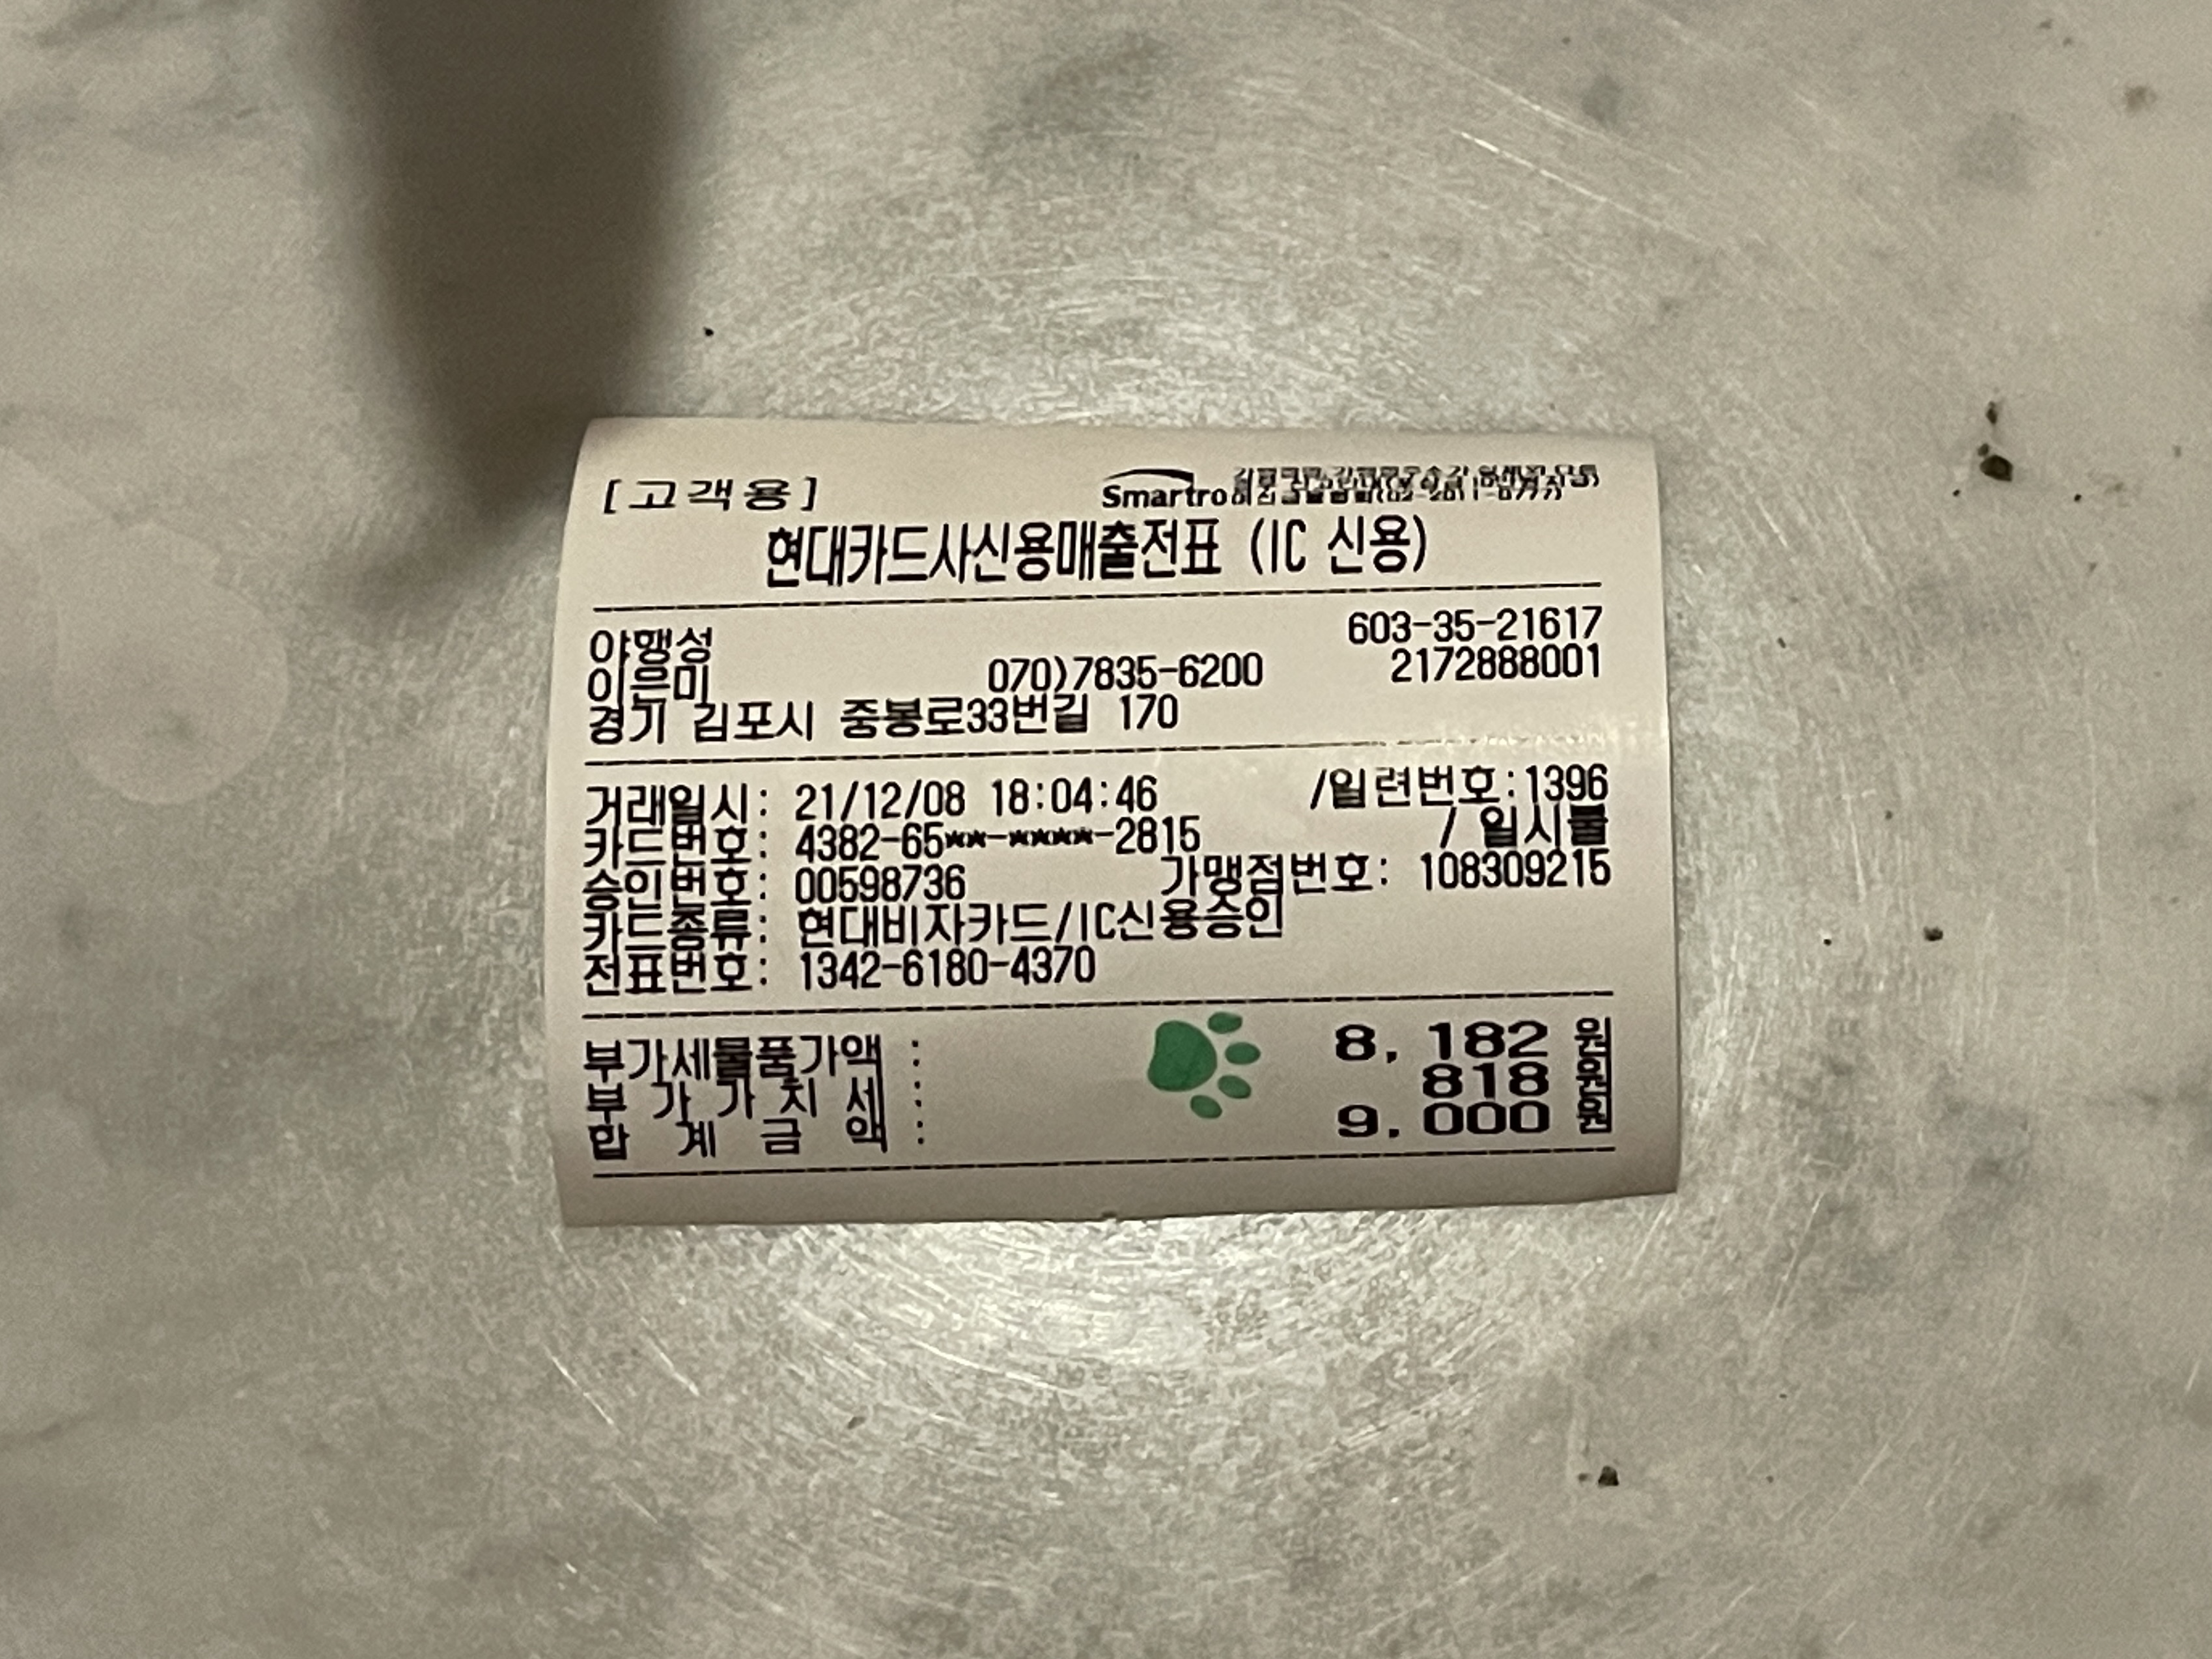 [고객용] Smartro
현대카드사신용매출전표 (IC 신용)
야행성 603-35-21617
이은미 070)7835-6200 2172888001
경기 김포시 중봉로33번길 170
거래일시: 21/12/08 18:04:46 /일련번호:1396
카드번호: 4382-65**-****-2815 / 일시불
승인번호: 00598736 가맹점번호: 108309215
카드종류: 현대비자카드/IC신용승인
전표번호: 1342-6180-4370
부가세물품가액 : 8,182 원
부 가 가 치 세 : 818 원
합 계 금 액 : 9,000 원